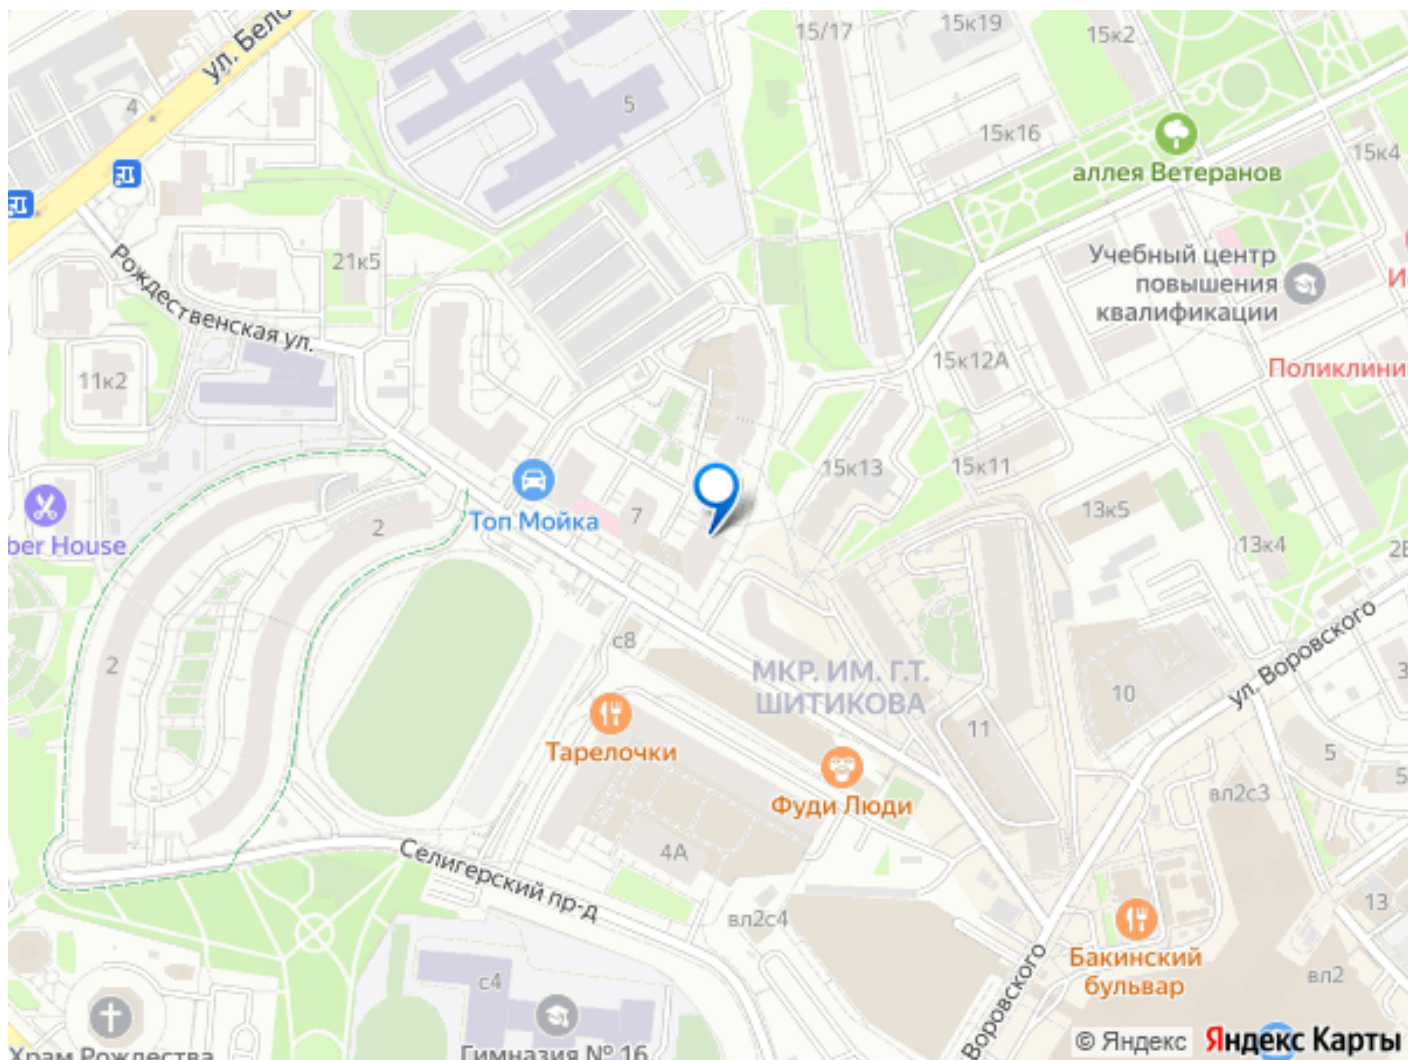 ул. Бело
15/17
15к19
15к2
4
5
15к16
15к4
аллея Ветеранов
21к5
Рождественская ул.
Учебный центр
повышения
квалификации
11к2
15к12А
Поликлини
15к13
15к11
Топ Мойка
7
13к5
ber House
2
13к4
с8
2
МКР. ИМ. Г.Т.
ШИТИКОВА
ул. Воровского
10
Тарелочки
11
5
Фуди Люди
вл2с3
4А
Селигерский пр-д
вл2с4
13
Бакинский
бульвар
вл2
с4
Воровского
Храм Рождества
Гимназия № 16
© Яндекс Яндекс Карты